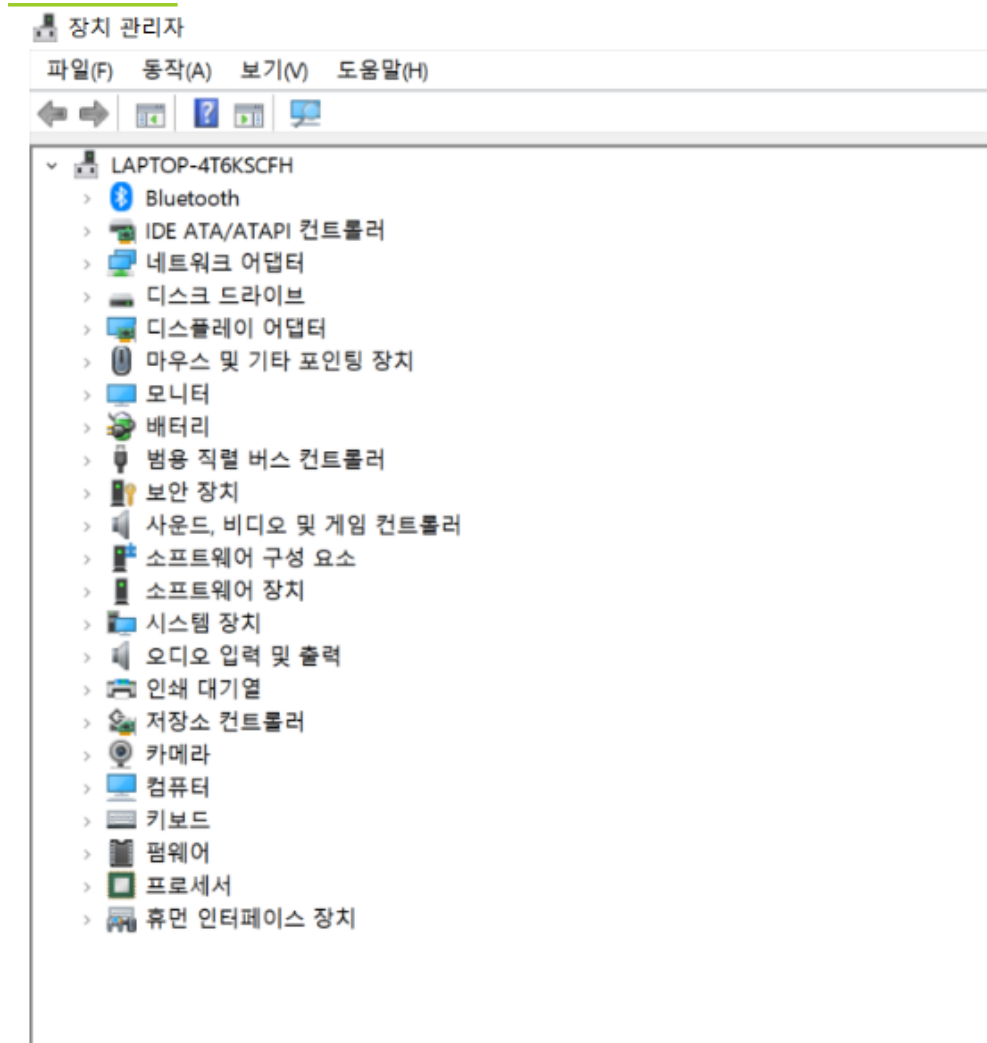 장치 관리자
파일(F) 동작(A) 보기(V) 도움말(H)
LAPTOP-4T6KSCFH
Bluetooth
IDE ATA/ATAPI 컨트롤러
네트워크 어댑터
디스크 드라이브
디스플레이 어댑터
마우스 및 기타 포인팅 장치
모니터
배터리
범용 직렬 버스 컨트롤러
보안 장치
사운드, 비디오 및 게임 컨트롤러
소프트웨어 구성 요소
소프트웨어 장치
시스템 장치
오디오 입력 및 출력
인쇄 대기열
저장소 컨트롤러
카메라
컴퓨터
키보드
펌웨어
프로세서
휴먼 인터페이스 장치